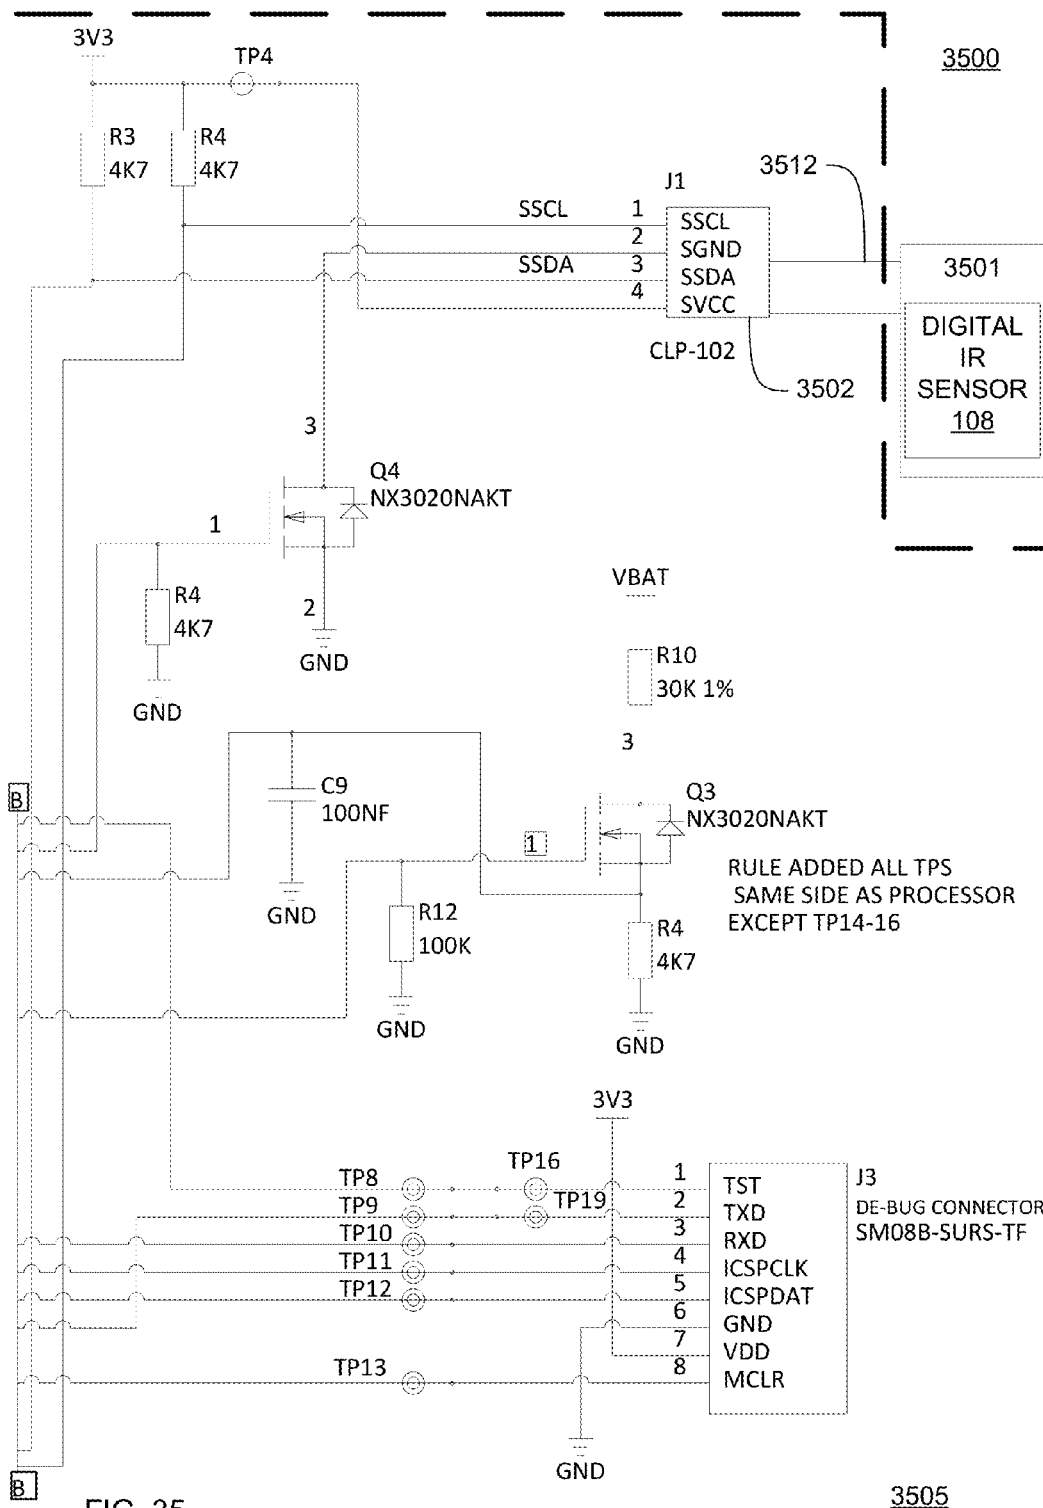 3500
3V3
TP4
R3
4K7
R4
4K7
3512
J1
SSCL
1
SSCL
2
SGND
SSDA
3
SSDA
4
SVCC
CLP-102
3502
3501
DIGITAL
IR
SENSOR
108
3
Q4
NX3020NAKT
1
R4
4K7
2
GND
GND
VBAT
R10
30K 1%
3
B
C9
100NF
Q3
NX3020NAKT
1
RULE ADDED ALL TPS
SAME SIDE AS PROCESSOR
EXCEPT TP14-16
GND
R12
100K
R4
4K7
GND
GND
3V3
TP8
TP16
1
TST
J3
TP9
TP19
2
TXD
DE-BUG CONNECTOR
TP10
3
RXD
SM08B-SURS-TF
TP11
4
ICSPCLK
TP12
5
ICSPDAT
6
GND
7
VDD
TP13
8
MCLR
GND
B
FIG. 35
3505